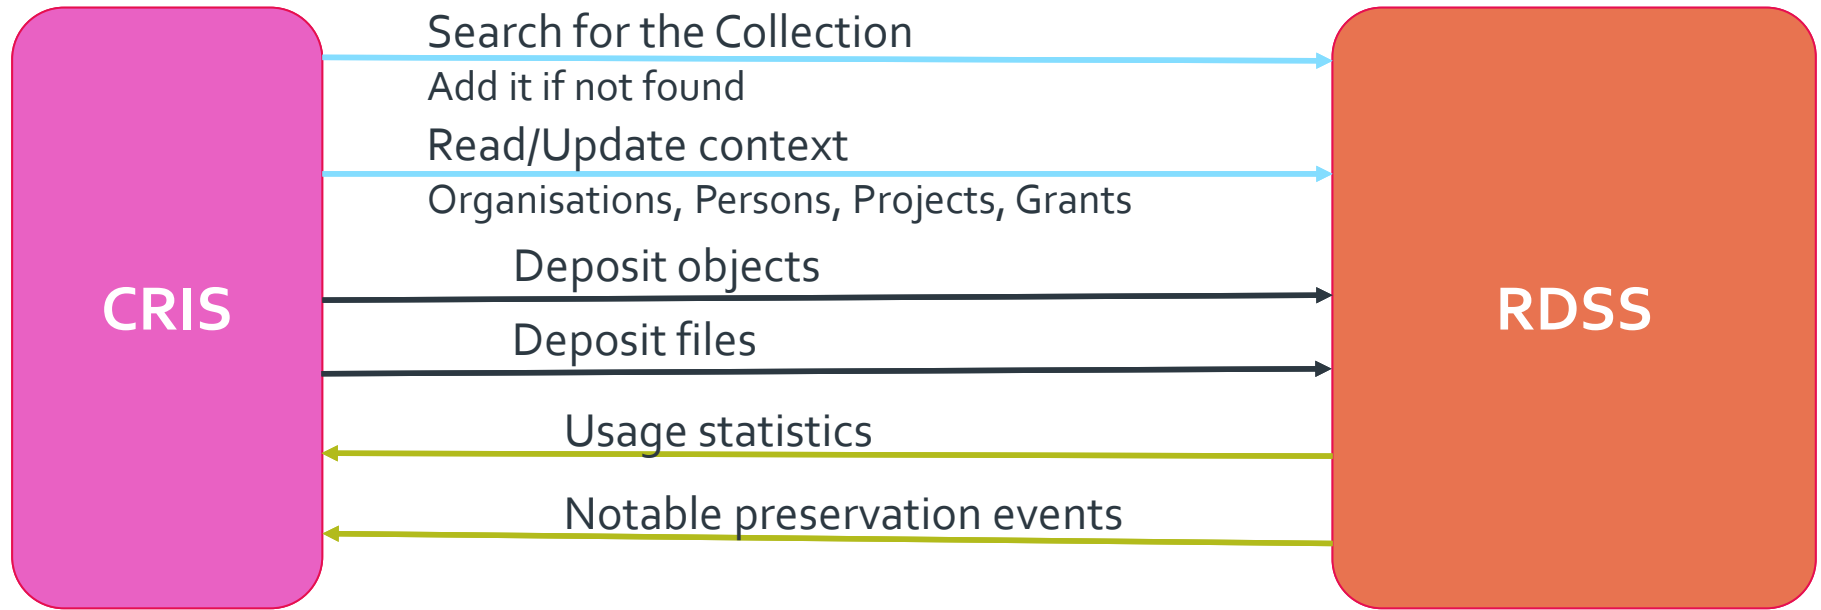 Search for the Collection
Add it if not found
Read/Update context
Organisations, Persons, Projects, Grants
Deposit objects
CRIS
RDSS
Deposit files
Usage statistics
Notable preservation events